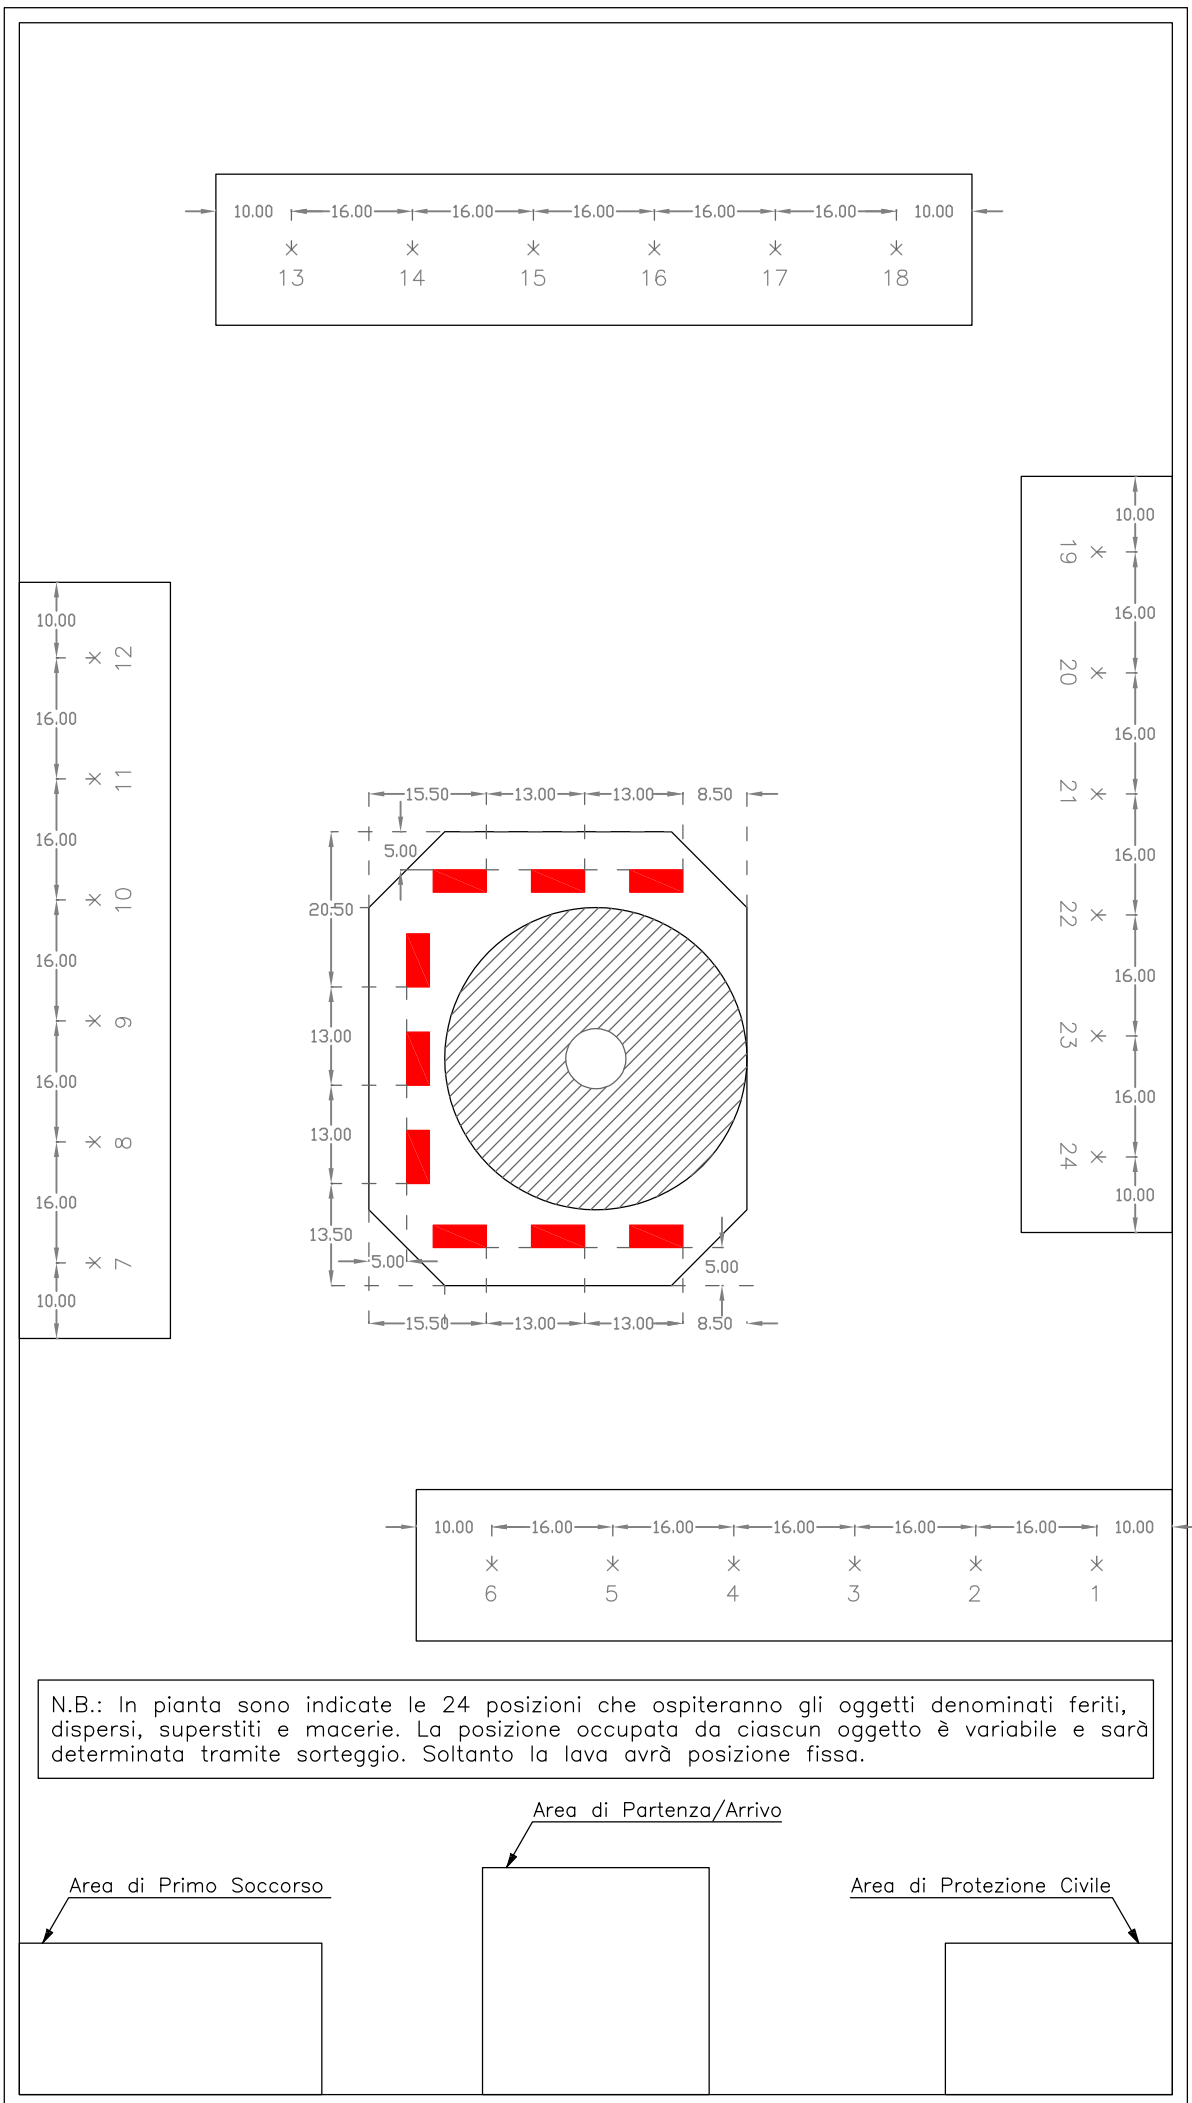 10.00 16.00 16.00 16.00 16.00 16.00 10.00
13 14 15 16 17 18
10.00
19
16.00
20
16.00
21
16.00
22
16.00
23
16.00
24
10.00
10.00
12
16.00
11
16.00
10
16.00
9
16.00
8
16.00
7
10.00
15.50 13.00 13.00 8.50
5.00
20.50
13.00
13.00
13.50
5.00
5.00
15.50 13.00 13.00 8.50
10.00 16.00 16.00 16.00 16.00 16.00 10.00
6 5 4 3 2 1
N.B.: In pianta sono indicate le 24 posizioni che ospiteranno gli oggetti denominati feriti,
dispersi, superstiti e macerie. La posizione occupata da ciascun oggetto è variabile e sarà
determinata tramite sorteggio. Soltanto la lava avrà posizione fissa.
Area di Partenza/Arrivo
Area di Primo Soccorso
Area di Protezione Civile